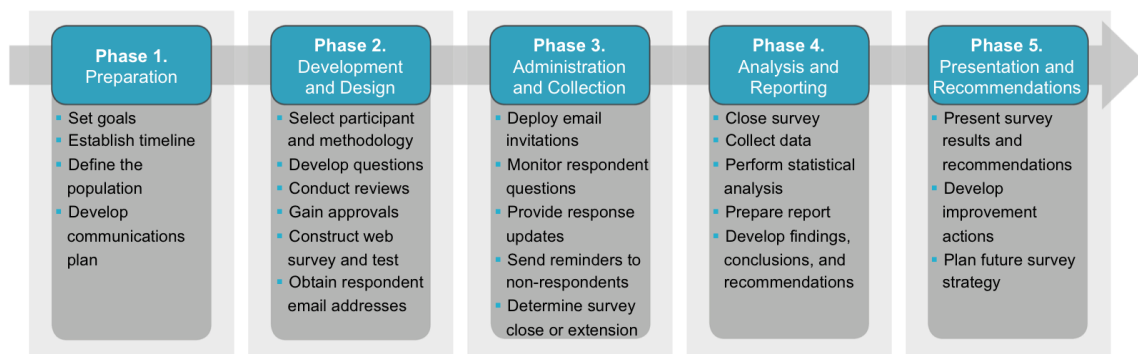 Phase 1.
Preparation
▪ Set goals
▪ Establish timeline
▪ Define the
population
▪ Develop
communications
plan
Phase 2.
Development
and Design
▪ Select participant
and methodology
▪ Develop questions
▪ Conduct reviews
▪ Gain approvals
▪ Construct web
survey and test
▪ Obtain respondent
email addresses
Phase 3.
Administration
and Collection
▪ Deploy email
invitations
▪ Monitor respondent
questions
▪ Provide response
updates
▪ Send reminders to
non-respondents
▪ Determine survey
close or extension
Phase 4.
Analysis and
Reporting
▪ Close survey
▪ Collect data
▪ Perform statistical
analysis
▪ Prepare report
▪ Develop findings,
conclusions, and
recommendations
Phase 5.
Presentation and
Recommendations
▪ Present survey
results and
recommendations
▪ Develop
improvement
actions
▪ Plan future survey
strategy